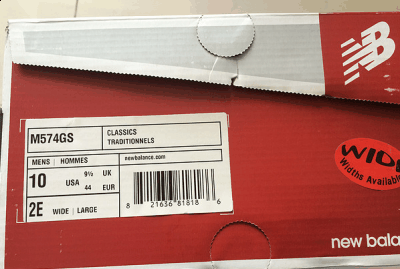 NB
M574GS
CLASSICS
TRADITIONNELS
MENS | HOMMES
newbalance.com
10 USA 9½ UK
44 EUR
2E WIDE | LARGE
8 21636 81818 6
WIDE
Widths Available
new bala